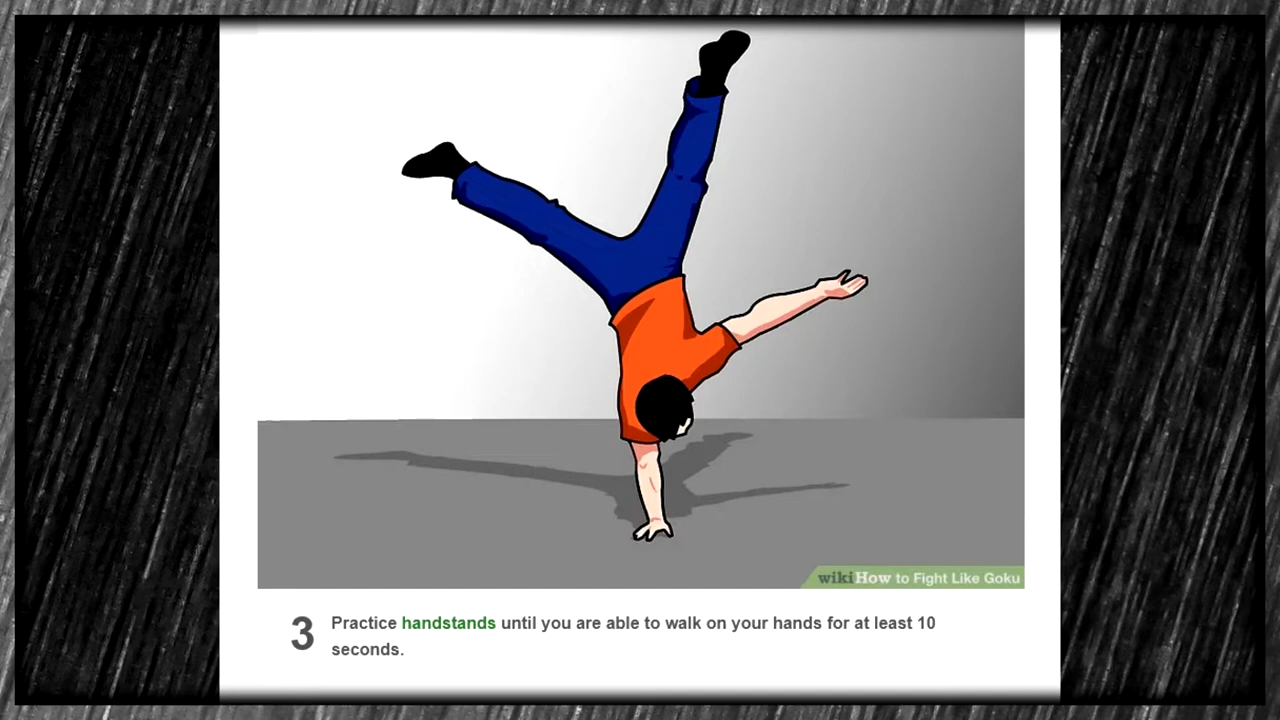 wikiHow to Fight Like Goku
3
Practice handstands until you are able to walk on your hands for at least 10
seconds.